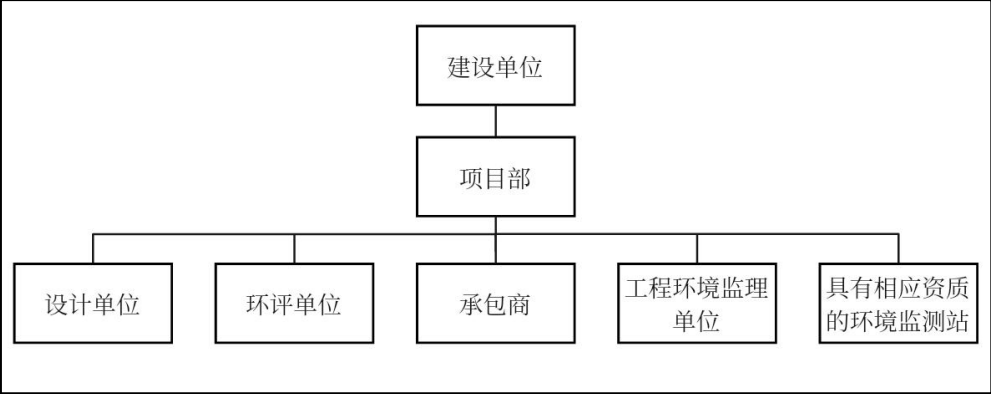 建设单位
项目部
设计单位
环评单位
承包商
工程环境监理
单位
具有相应资质
的环境监测站